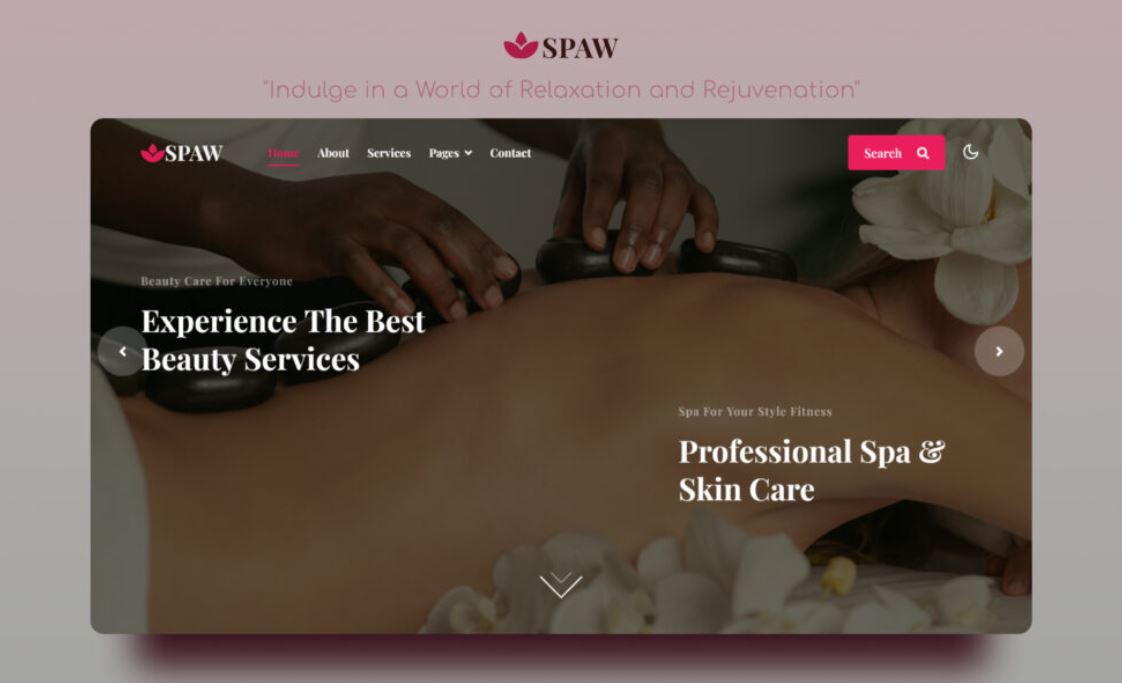 SPAW
"Indulge in a World of Relaxation and Rejuvenation"
SPAW Home About Services Pages Contact Search
Beauty Care For Everyone
Experience The Best
Beauty Services
Spa For Your Style Fitness
Professional Spa &
Skin Care